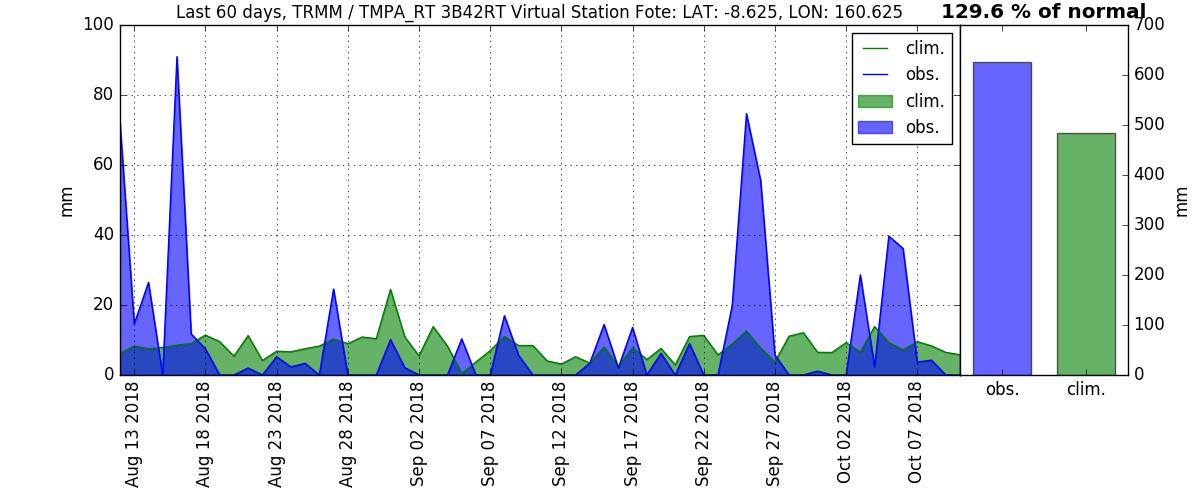 Last 60 days, TRMM / TMPA_RT 3B42RT Virtual Station Fote: LAT: -8.625, LON: 160.625
129.6 % of normal
100
80
60
40
20
0
mm
clim.
obs.
clim.
obs.
700
600
500
400
300
200
100
0
mm
obs.
clim.
Aug 13 2018
Aug 18 2018
Aug 23 2018
Aug 28 2018
Sep 02 2018
Sep 07 2018
Sep 12 2018
Sep 17 2018
Sep 22 2018
Sep 27 2018
Oct 02 2018
Oct 07 2018